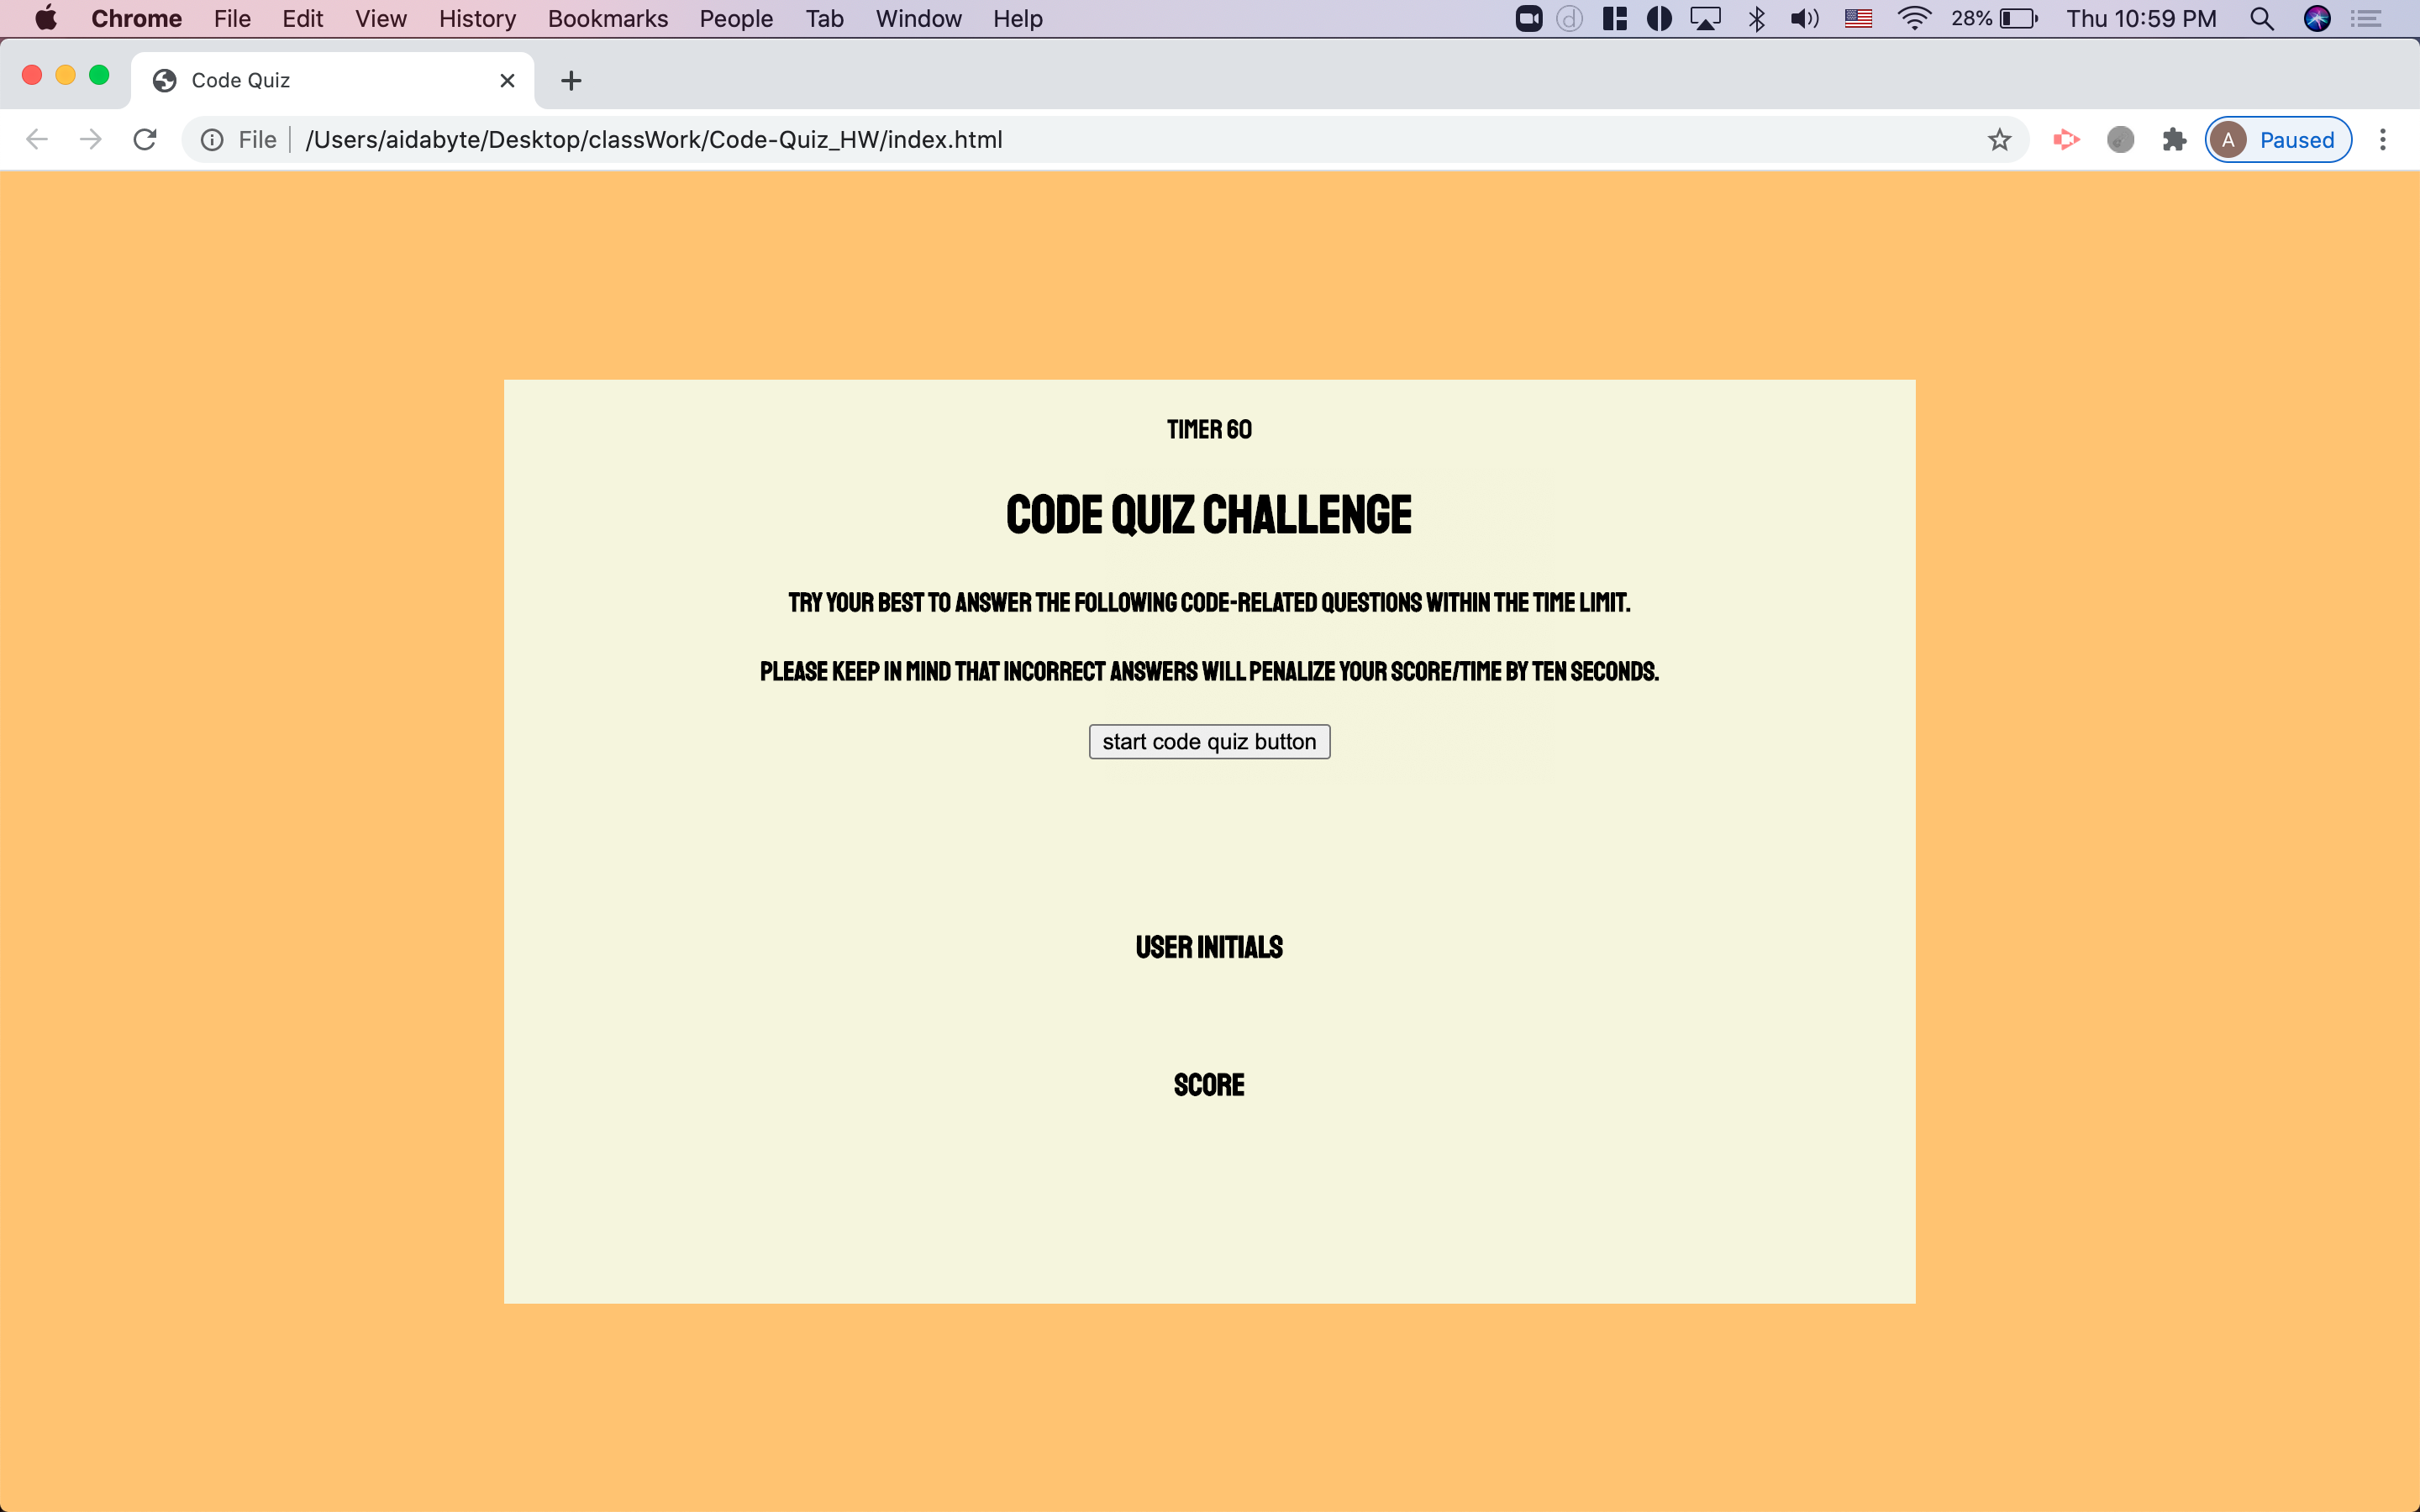 Chrome File Edit View History Bookmarks People Tab Window Help d 28% Thu 10:59 PM
Code Quiz
File /Users/aidabyte/Desktop/classWork/Code-Quiz_HW/index.html A Paused
TIMER 60
CODE QUIZ CHALLENGE
TRY YOUR BEST TO ANSWER THE FOLLOWING CODE-RELATED QUESTIONS WITHIN THE TIME LIMIT.
PLEASE KEEP IN MIND THAT INCORRECT ANSWERS WILL PENALIZE YOUR SCORE/TIME BY TEN SECONDS.
start code quiz button
USER INITIALS
SCORE